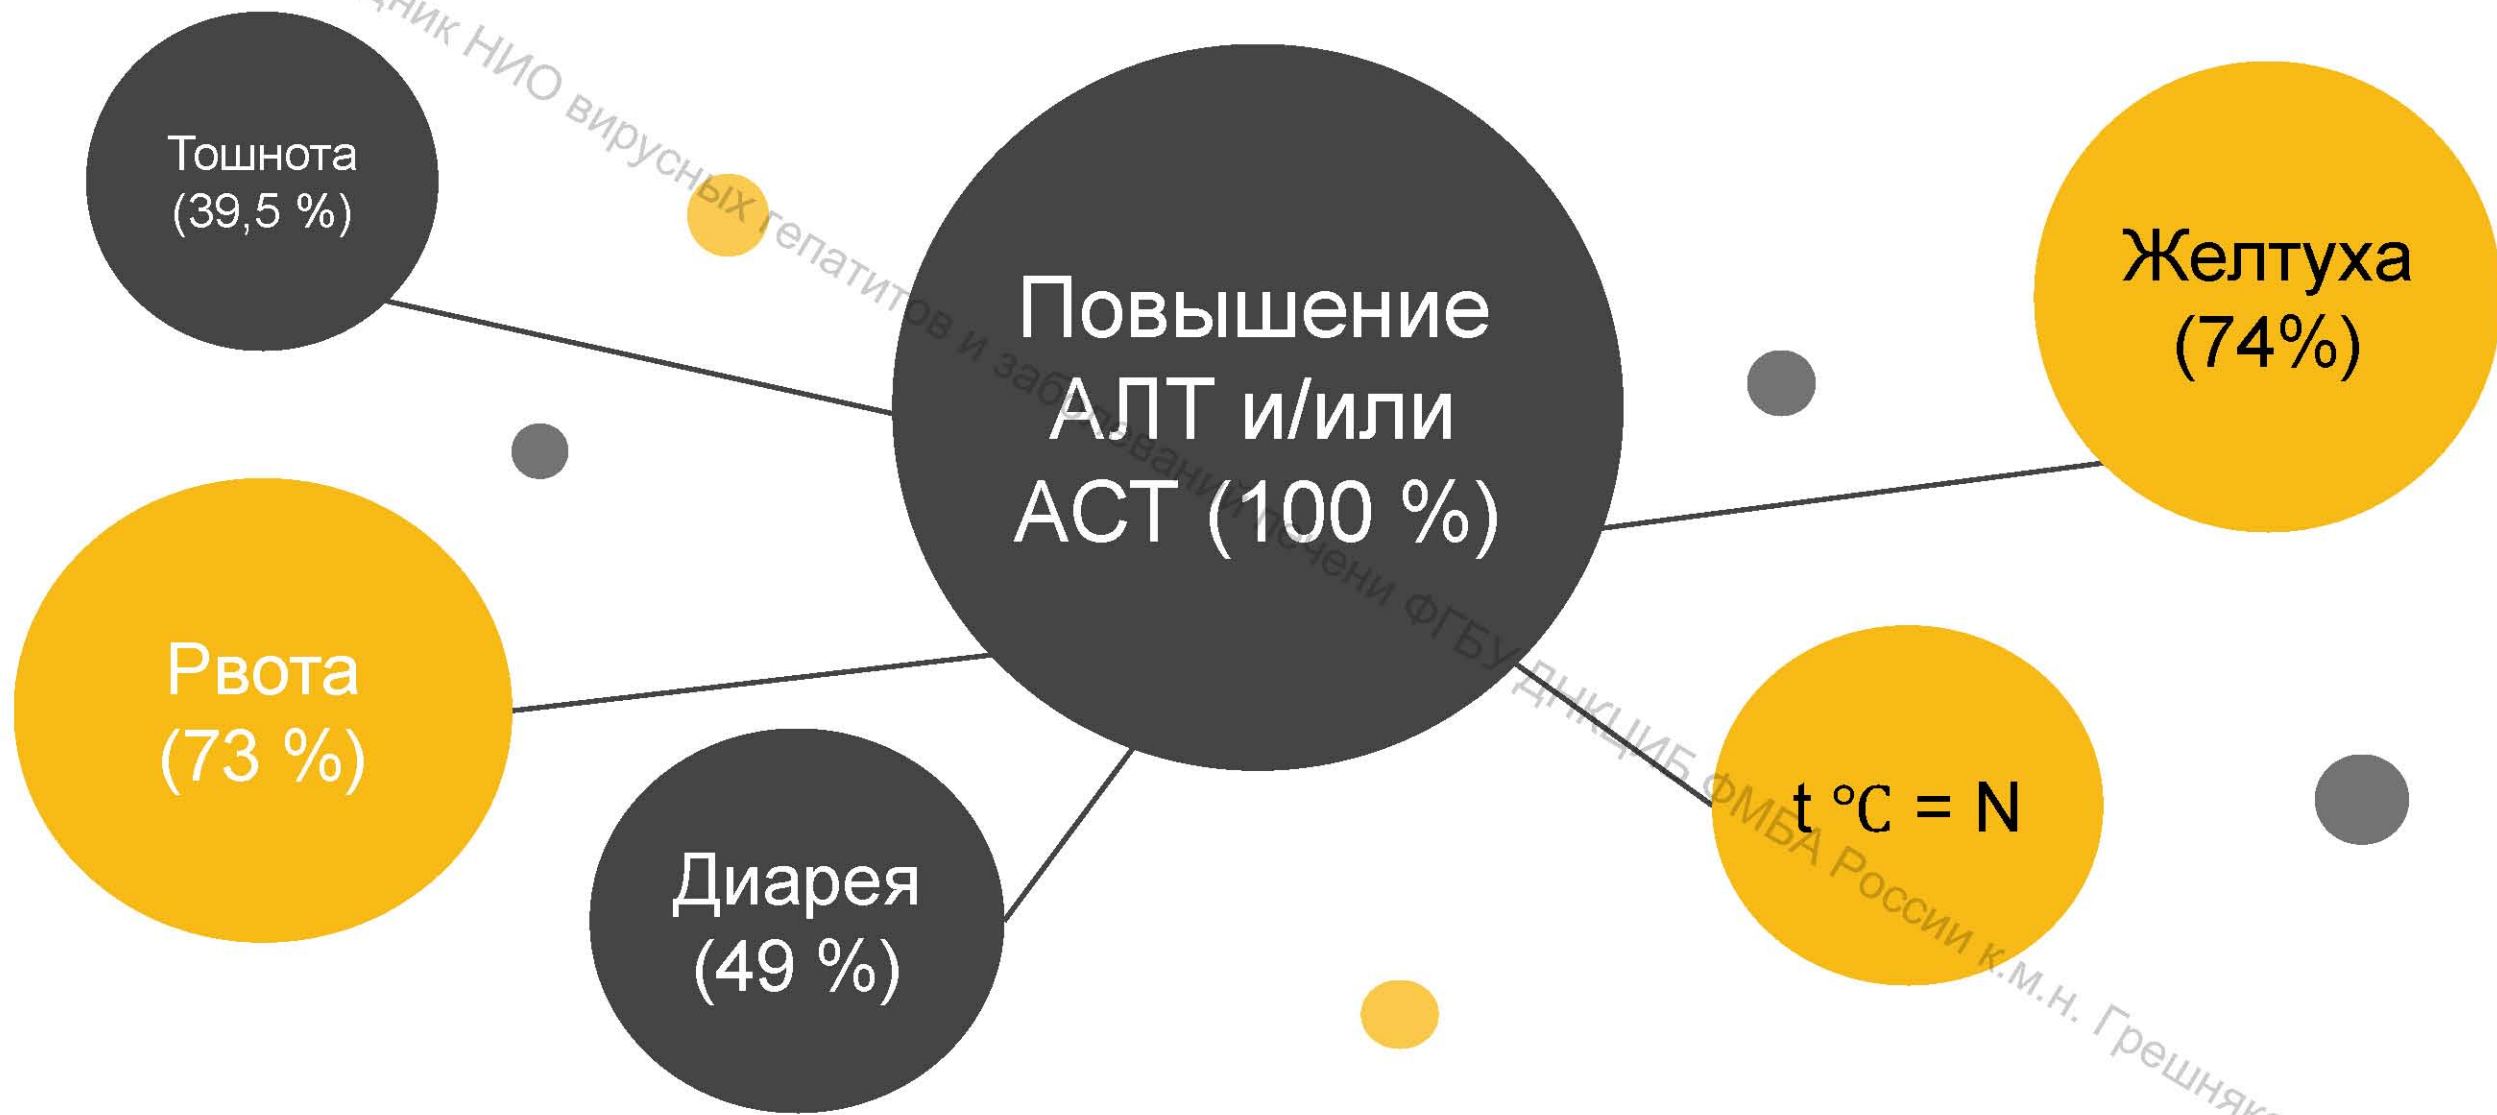 Тошнота
(39,5 %)
Повышение
АЛТ и/или
АСТ (100 %)
Желтуха
(74%)
Рвота
(73 %)
Диарея
(49 %)
t °C = N
НИО вирусных гепатитов и заболеваний печени ФГБУ ДНКЦИБ ФМБА России к.м.н.